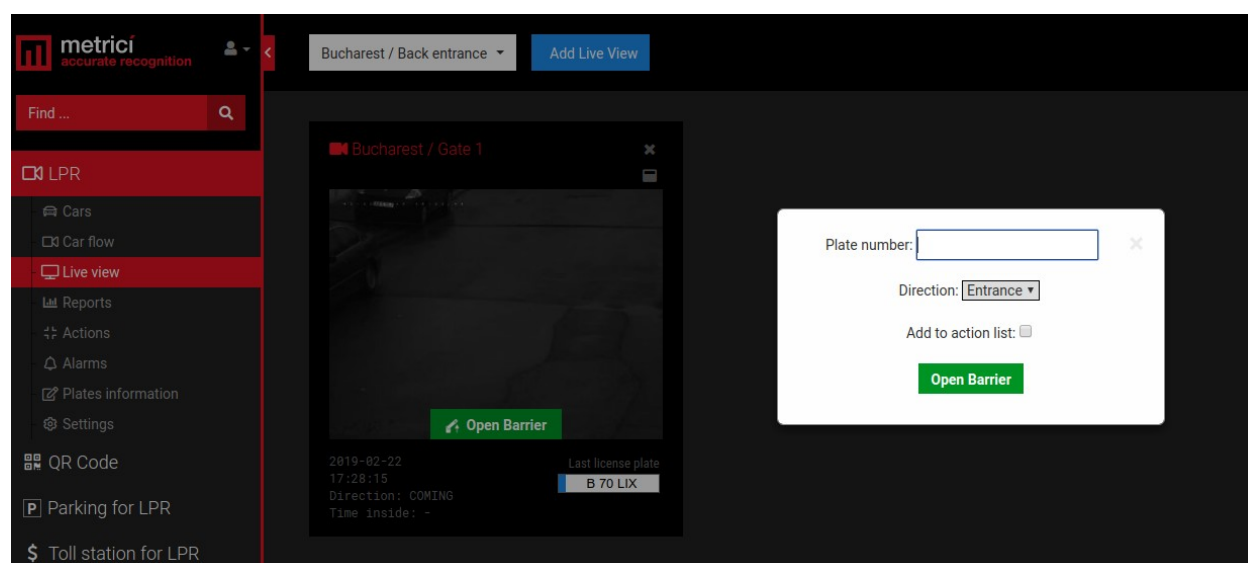 metrici
accurate recognition
Bucharest / Back entrance
Add Live View
Find ...
LPR
Cars
Car flow
Live view
Reports
Actions
Alarms
Plates information
Settings
QR Code
P Parking for LPR
$ Toll station for LPR
Bucharest / Gate 1
Open Barrier
2019-02-22
17:28:15
Direction: COMING
Time inside: -
Last license plate
B 70 LIX
Plate number:
Direction: Entrance
Add to action list:
Open Barrier